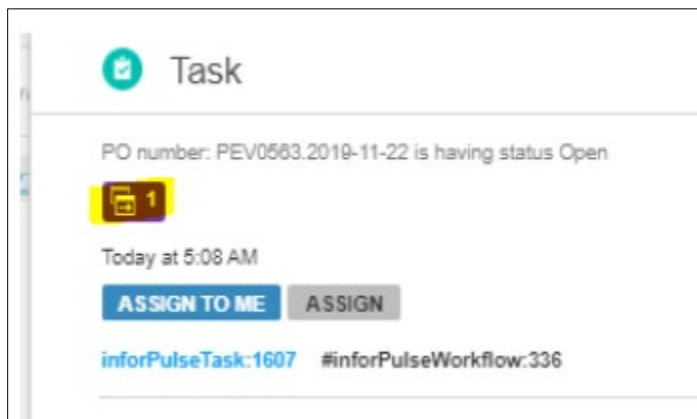 Task
PO number: PEV0563.2019-11-22 is having status Open
1
Today at 5:08 AM
ASSIGN TO ME ASSIGN
inforPulseTask:1607 #inforPulseWorkflow:336